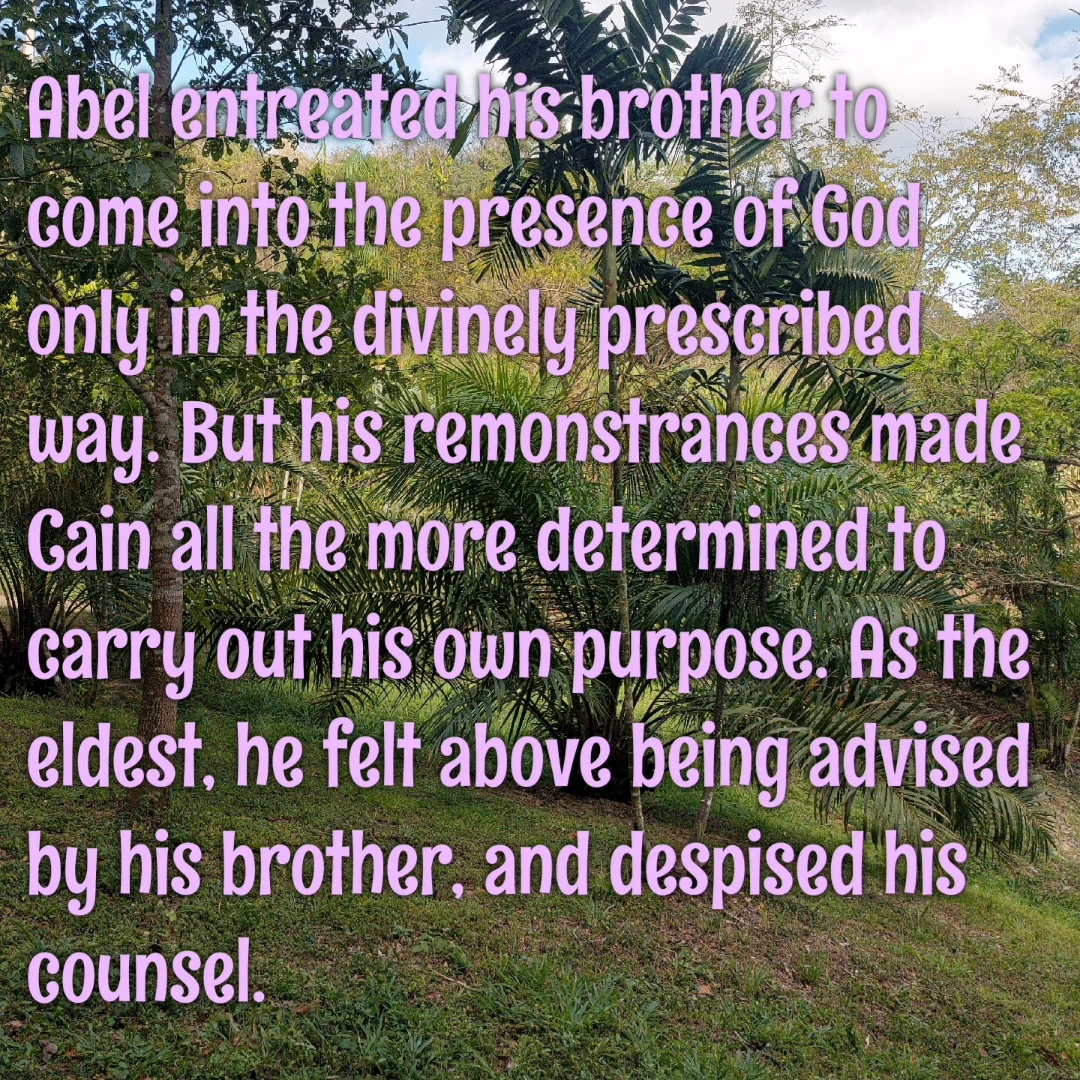 Abel entreated his brother to
come into the presence of God
only in the divinely prescribed
way. But his remonstrances made
Cain all the more determined to
carry out his own purpose. As the
eldest, he felt above being advised
by his brother, and despised his
counsel.